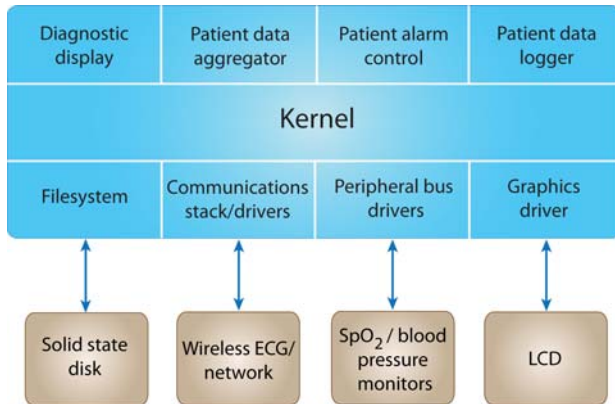 Diagnostic
display
Patient data
aggregator
Patient alarm
control
Patient data
logger
Kernel
Filesystem
Communications
stack/drivers
Peripheral bus
drivers
Graphics
driver
Solid state
disk
Wireless ECG/
network
SpO₂ / blood
pressure
monitors
LCD